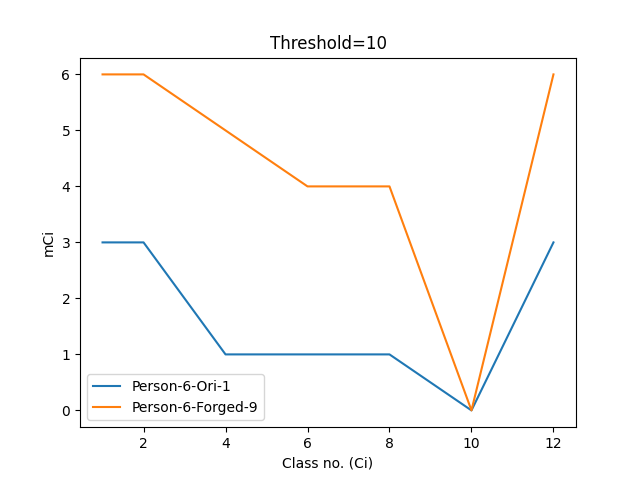 Threshold=10
6
5
4
3
2
1
0
mCi
Person-6-Ori-1
Person-6-Forged-9
2 4 6 8 10 12
Class no. (Ci)